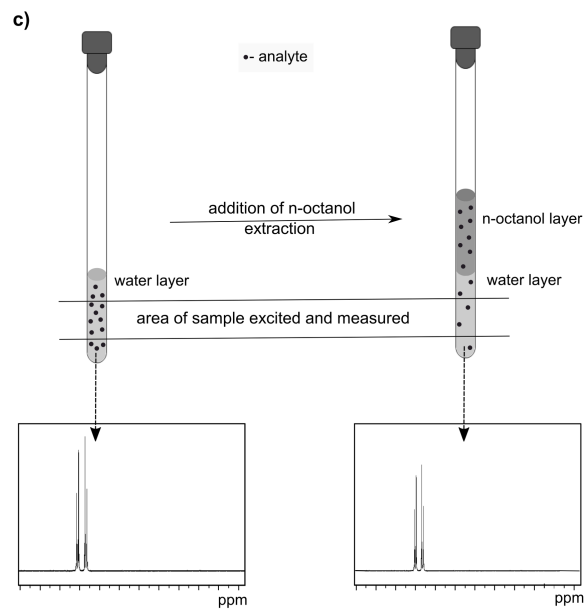 c)
•- analyte
addition of n-octanol
extraction
n-octanol layer
water layer
water layer
area of sample excited and measured
ppm
ppm